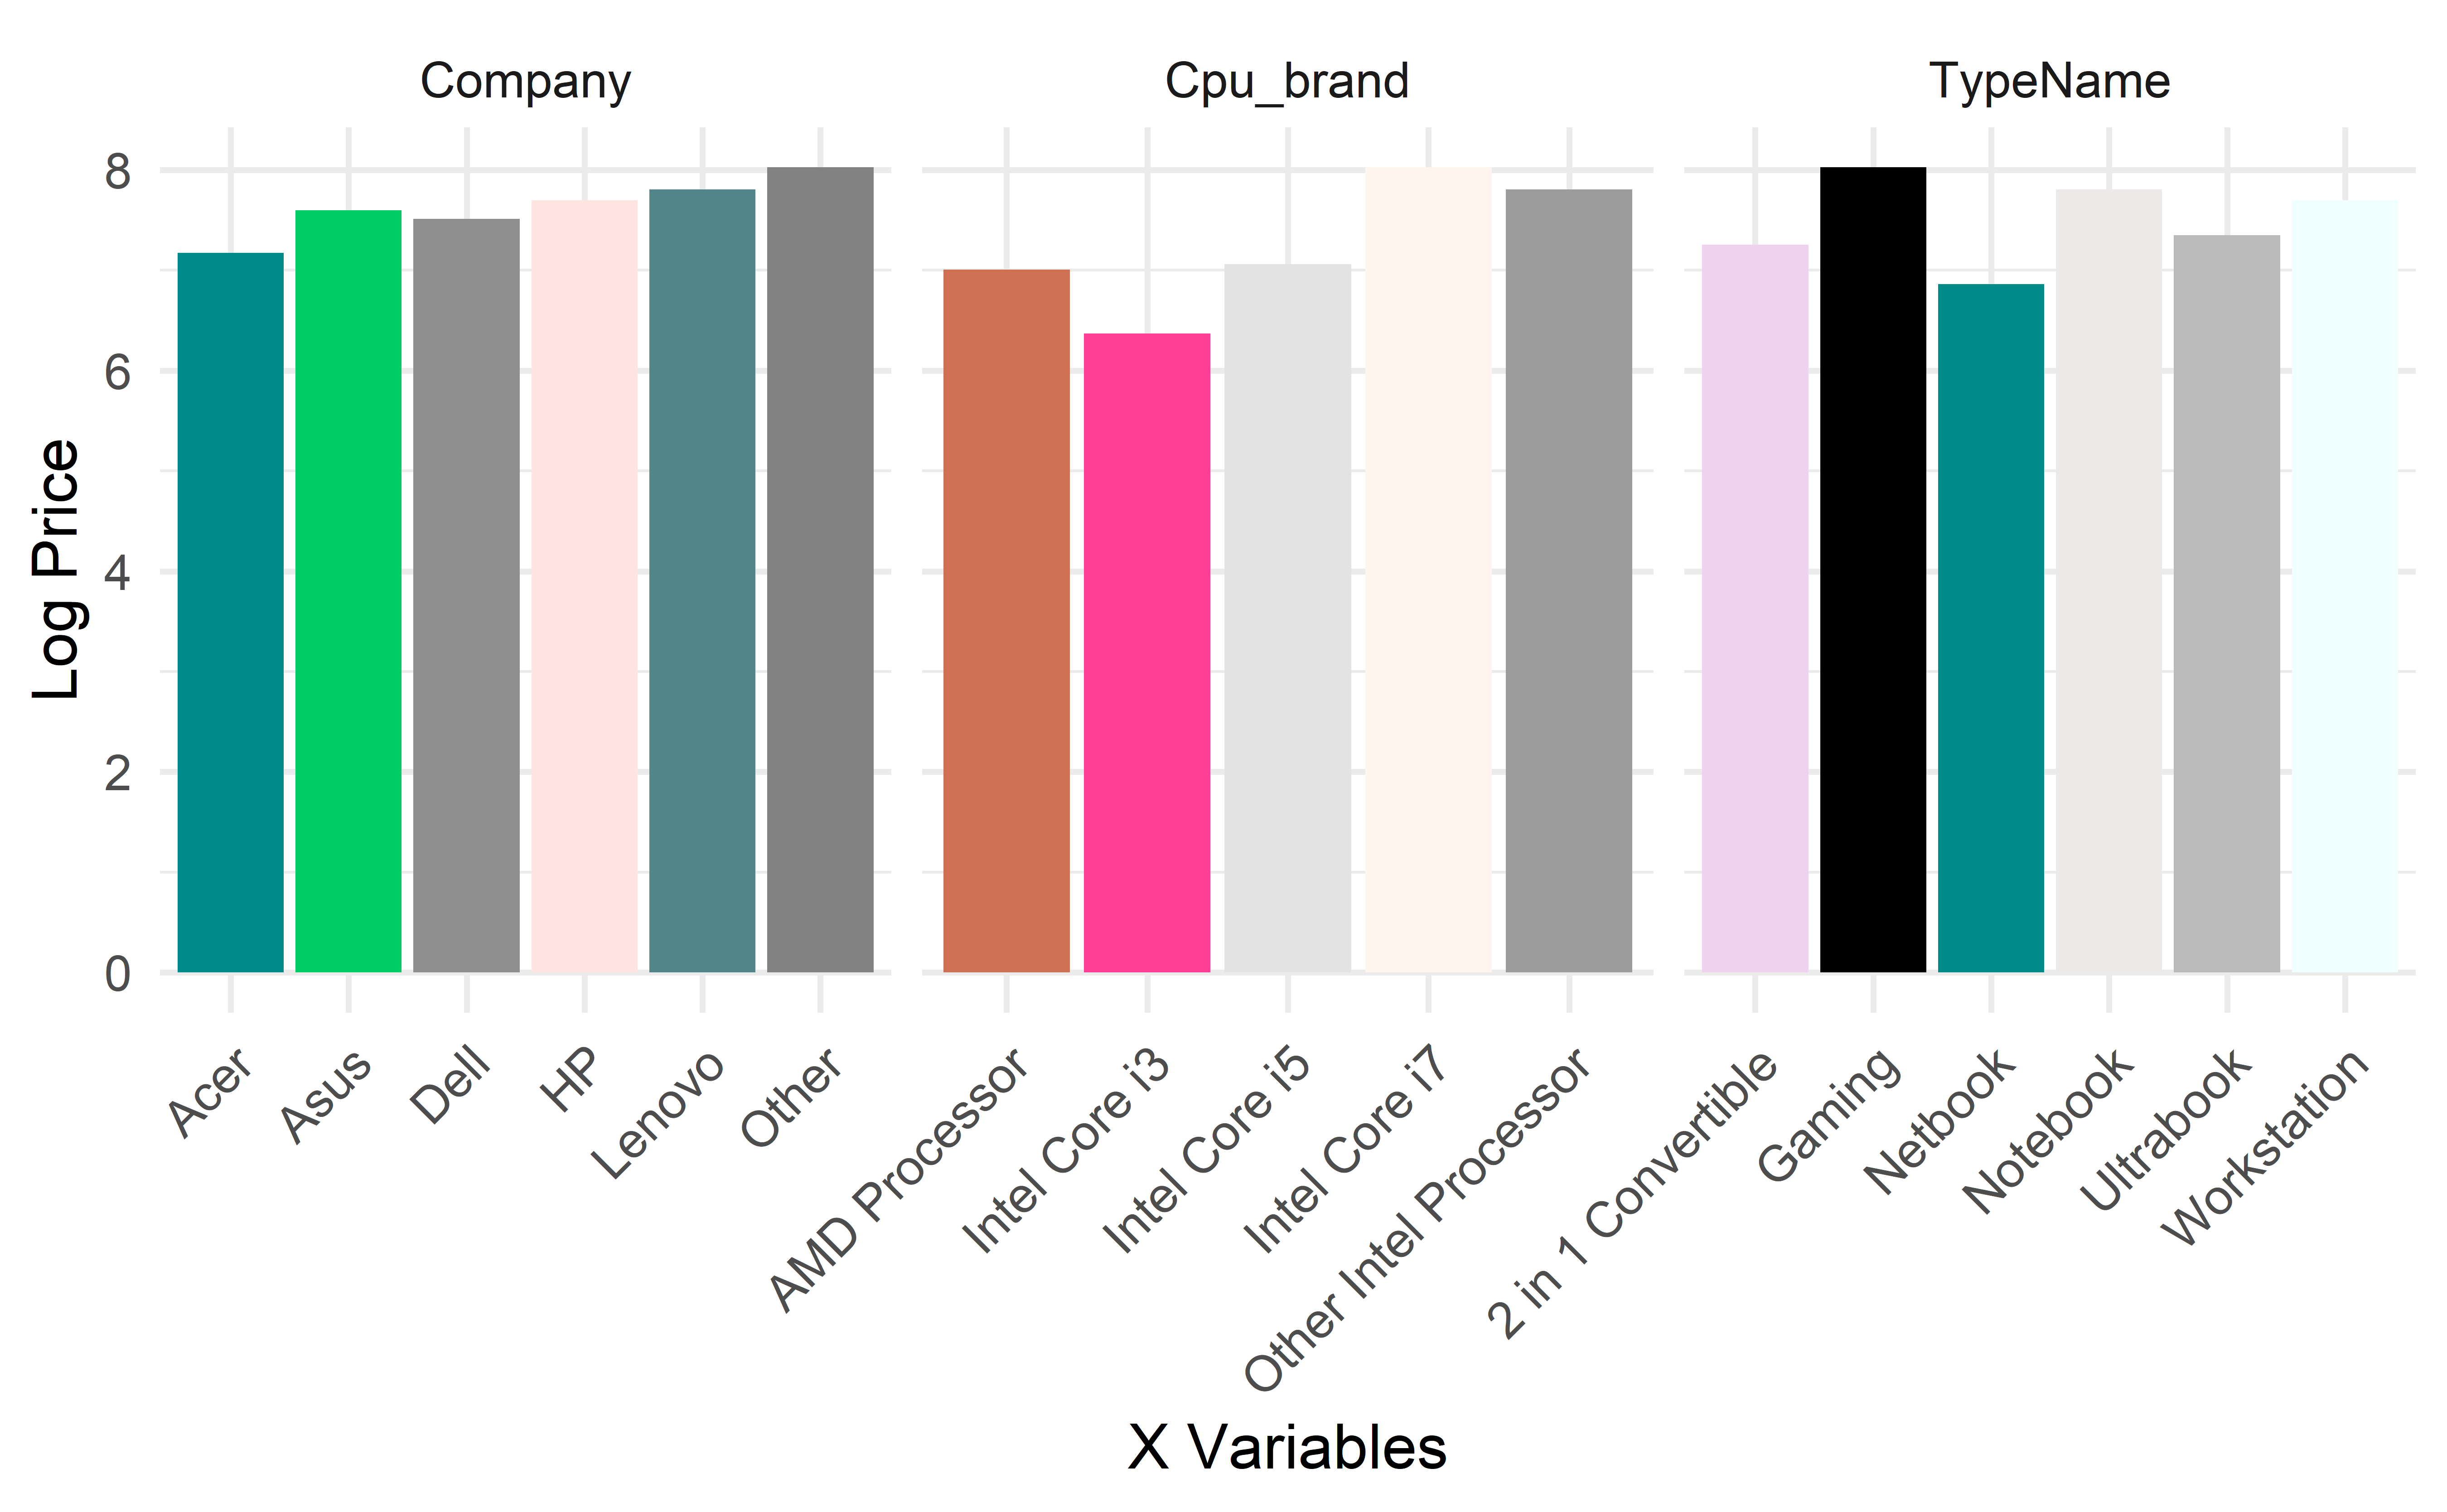 Company Cpu_brand TypeName
8
6
4
2
0
Log Price
Acer Asus Dell HP Lenovo Other AMD Processor Intel Core i3 Intel Core i5 Intel Core i7 Other Intel Processor 2 in 1 Convertible Gaming Netbook Notebook Ultrabook Workstation
X Variables